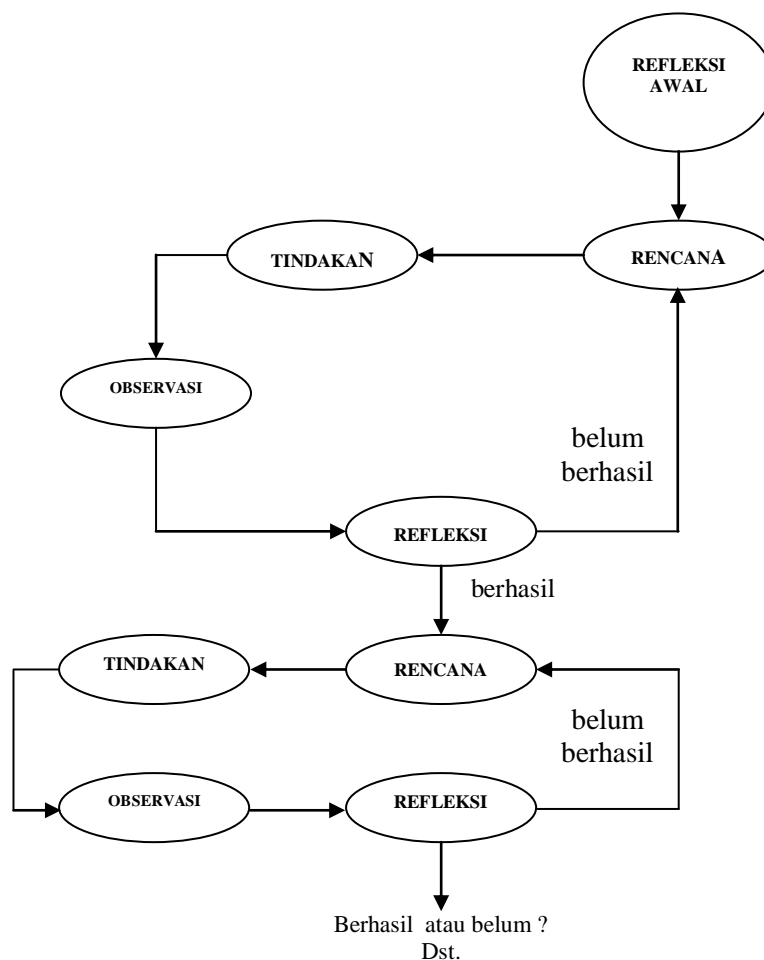 REFLEKSI
AWAL
TINDAKAN
RENCANA
OBSERVASI
belum
berhasil
REFLEKSI
berhasil
TINDAKAN
RENCANA
belum
berhasil
OBSERVASI
REFLEKSI
Berhasil atau belum ?
Dst.